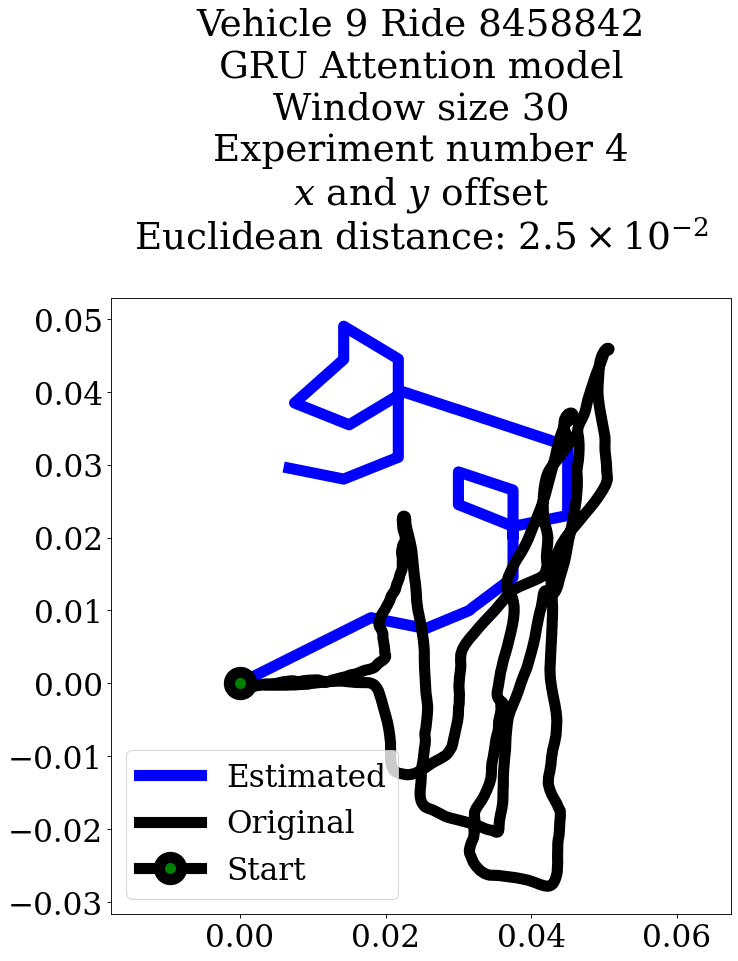 Vehicle 9 Ride 8458842
GRU Attention model
Window size 30
Experiment number 4
x and y offset
Euclidean distance: 2.5 × 10⁻²
0.05
0.04
0.03
0.02
0.01
0.00
−0.01
−0.02
−0.03
Estimated
Original
Start
0.00 0.02 0.04 0.06